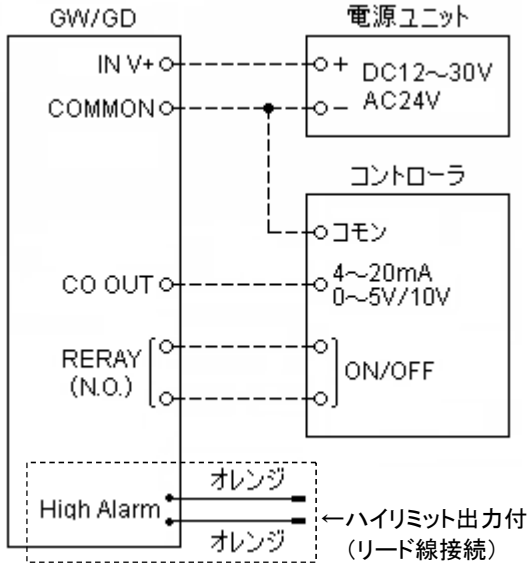 GW/GD
電源ユニット
IN V+
+
DC12～30V
COMMON
−
AC24V
コントローラ
コモン
CO OUT
4～20mA
0～5V/10V
RERAY
(N.O.)
ON/OFF
オレンジ
High Alarm
オレンジ
←ハイリミット出力付
（リード線接続）